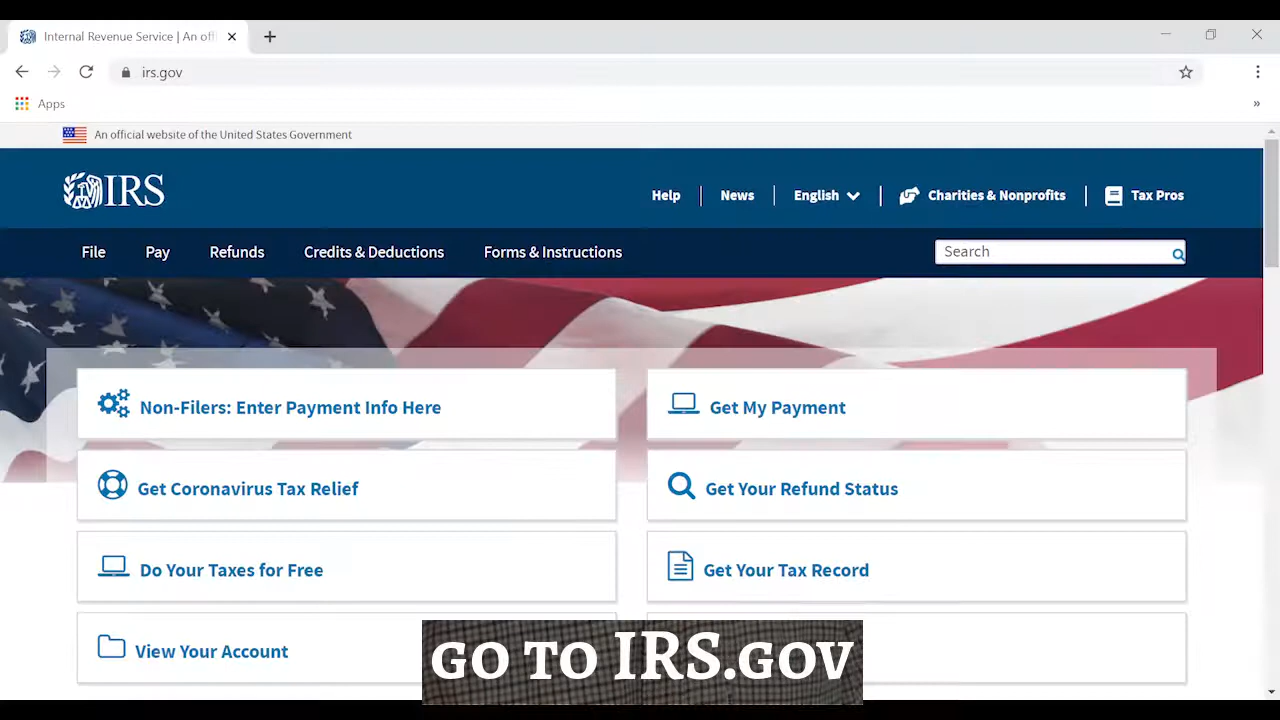 Internal Revenue Service | An off
irs.gov
Apps
»
An official website of the United States Government
IRS
Help
News
English
Charities & Nonprofits
Tax Pros
File
Pay
Refunds
Credits & Deductions
Forms & Instructions
Search
Non-Filers: Enter Payment Info Here
Get My Payment
Get Coronavirus Tax Relief
Get Your Refund Status
Do Your Taxes for Free
Get Your Tax Record
View Your Account
GO TO IRS.GOV